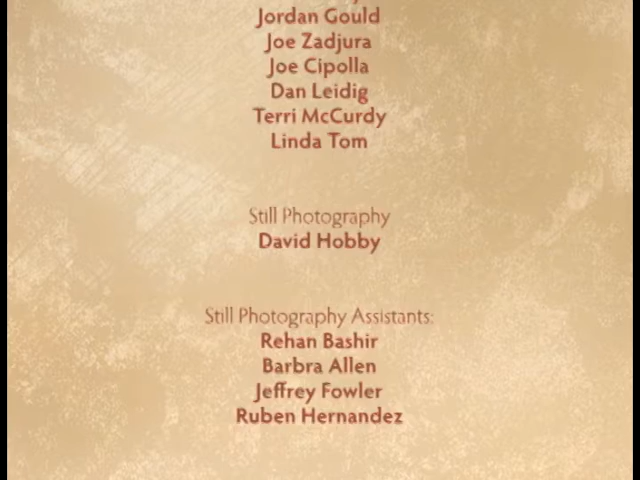 Jordan Gould
Joe Zadjura
Joe Cipolla
Dan Leidig
Terri McCurdy
Linda Tom
Still Photography
David Hobby
Still Photography Assistants:
Rehan Bashir
Barbra Allen
Jeffrey Fowler
Ruben Hernandez